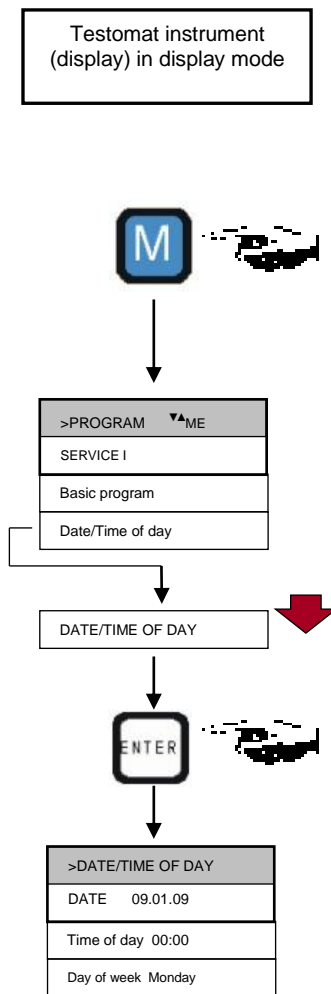 Testomat instrument
(display) in display mode
M
>PROGRAM ▼▲ME
SERVICE I
Basic program
Date/Time of day
DATE/TIME OF DAY
ENTER
>DATE/TIME OF DAY
DATE 09.01.09
Time of day 00:00
Day of week Monday